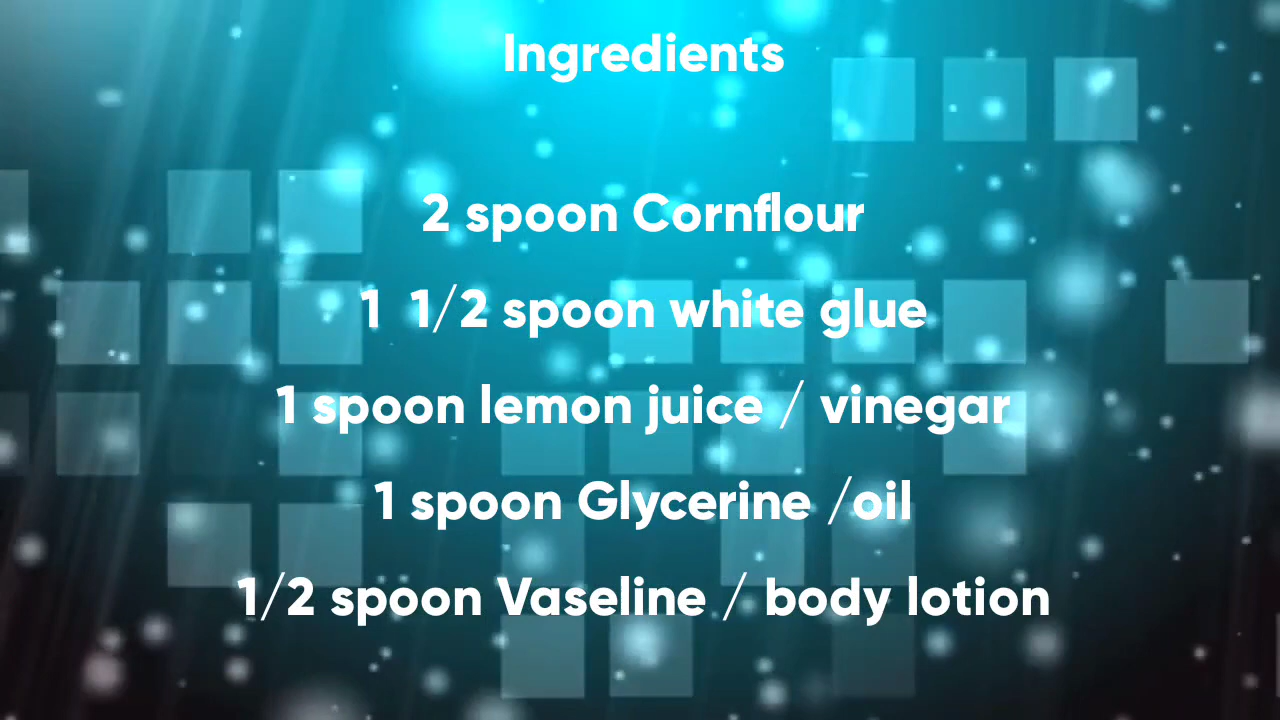 Ingredients
2 spoon Cornflour
1 1/2 spoon white glue
1 spoon lemon juice / vinegar
1 spoon Glycerine /oil
1/2 spoon Vaseline / body lotion